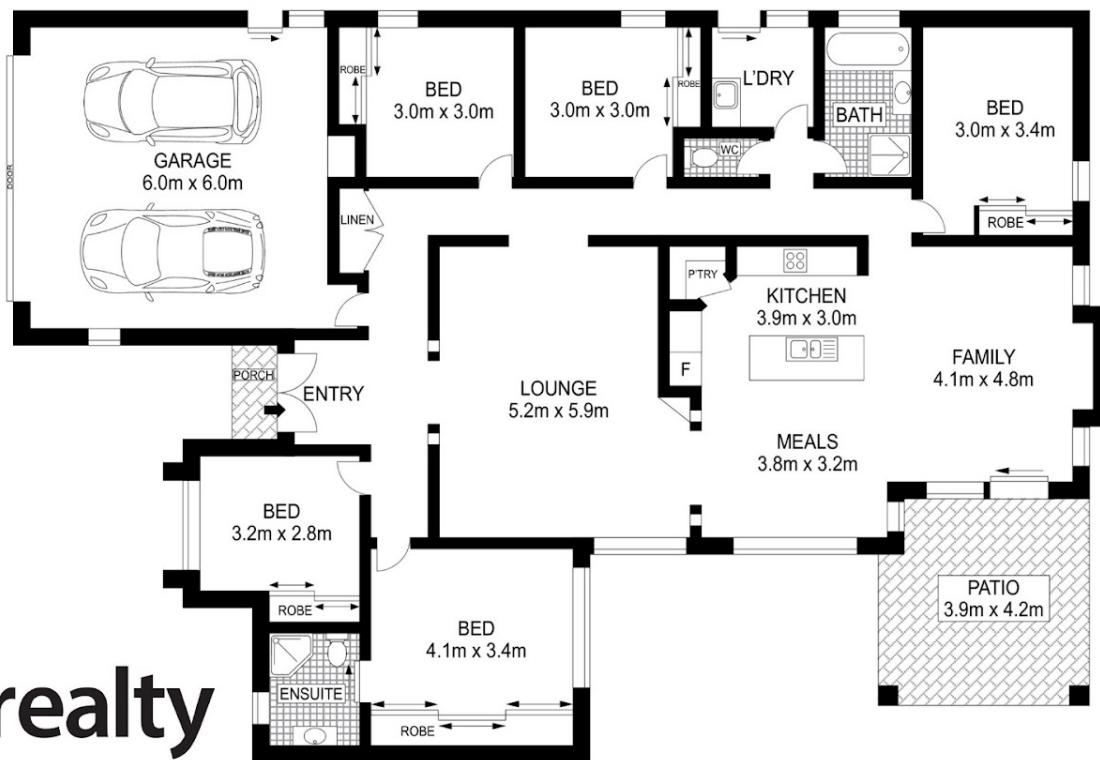 ROBE
BED
3.0m x 3.0m
BED
3.0m x 3.0m
ROBE
L'DRY
WC
BATH
BED
3.0m x 3.4m
ROBE
DOOR
GARAGE
6.0m x 6.0m
LINEN
P'TRY
KITCHEN
3.9m x 3.0m
F
FAMILY
4.1m x 4.8m
PORCH
ENTRY
LOUNGE
5.2m x 5.9m
MEALS
3.8m x 3.2m
BED
3.2m x 2.8m
ROBE
PATIO
3.9m x 4.2m
BED
4.1m x 3.4m
ENSUITE
ROBE
realty